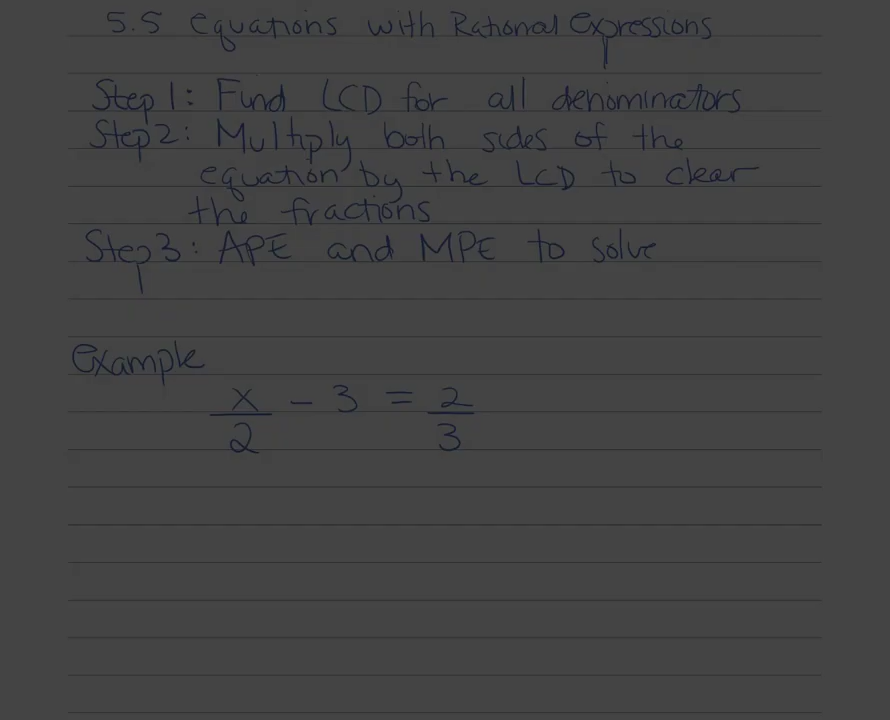 5.5 Equations with Rational Expressions
Step 1: Find LCD for all denominators
Step 2: Multiply both sides of the
equation by the LCD to clear
the fractions
Step 3: APE and MPE to solve
Example
x/2 - 3 = 2/3